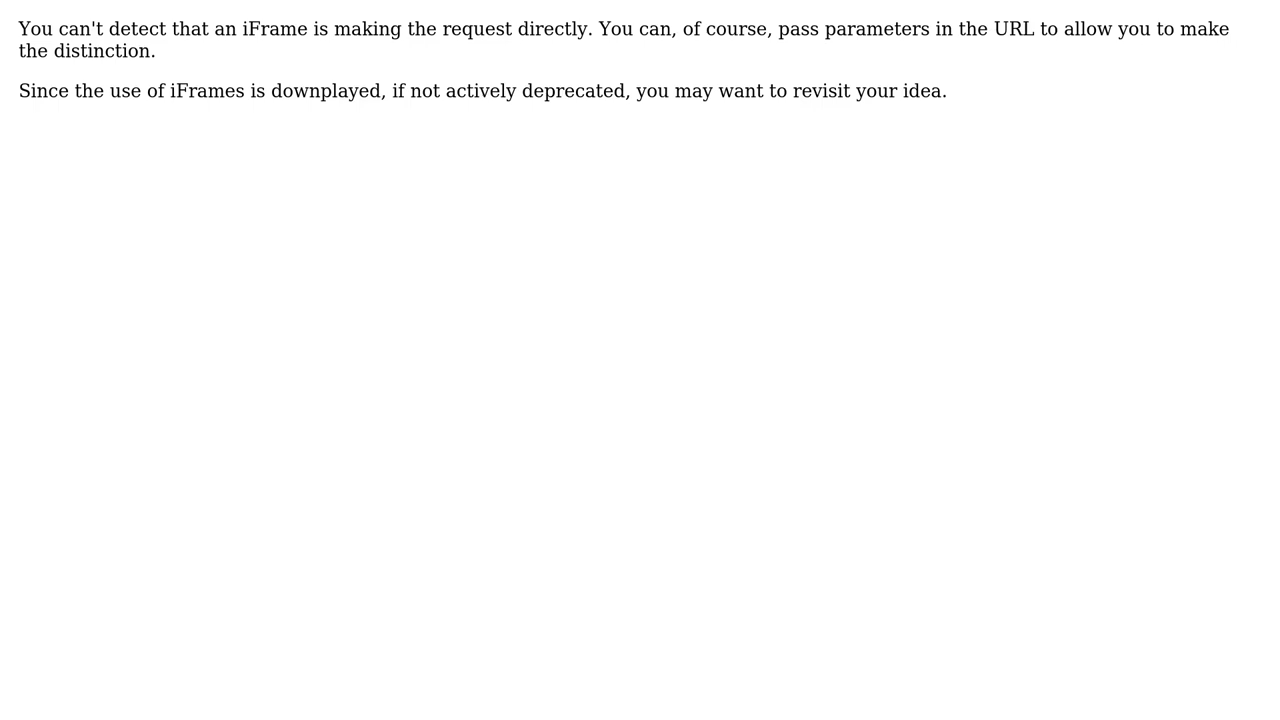 You can't detect that an iFrame is making the request directly. You can, of course, pass parameters in the URL to allow you to make
the distinction.
Since the use of iFrames is downplayed, if not actively deprecated, you may want to revisit your idea.